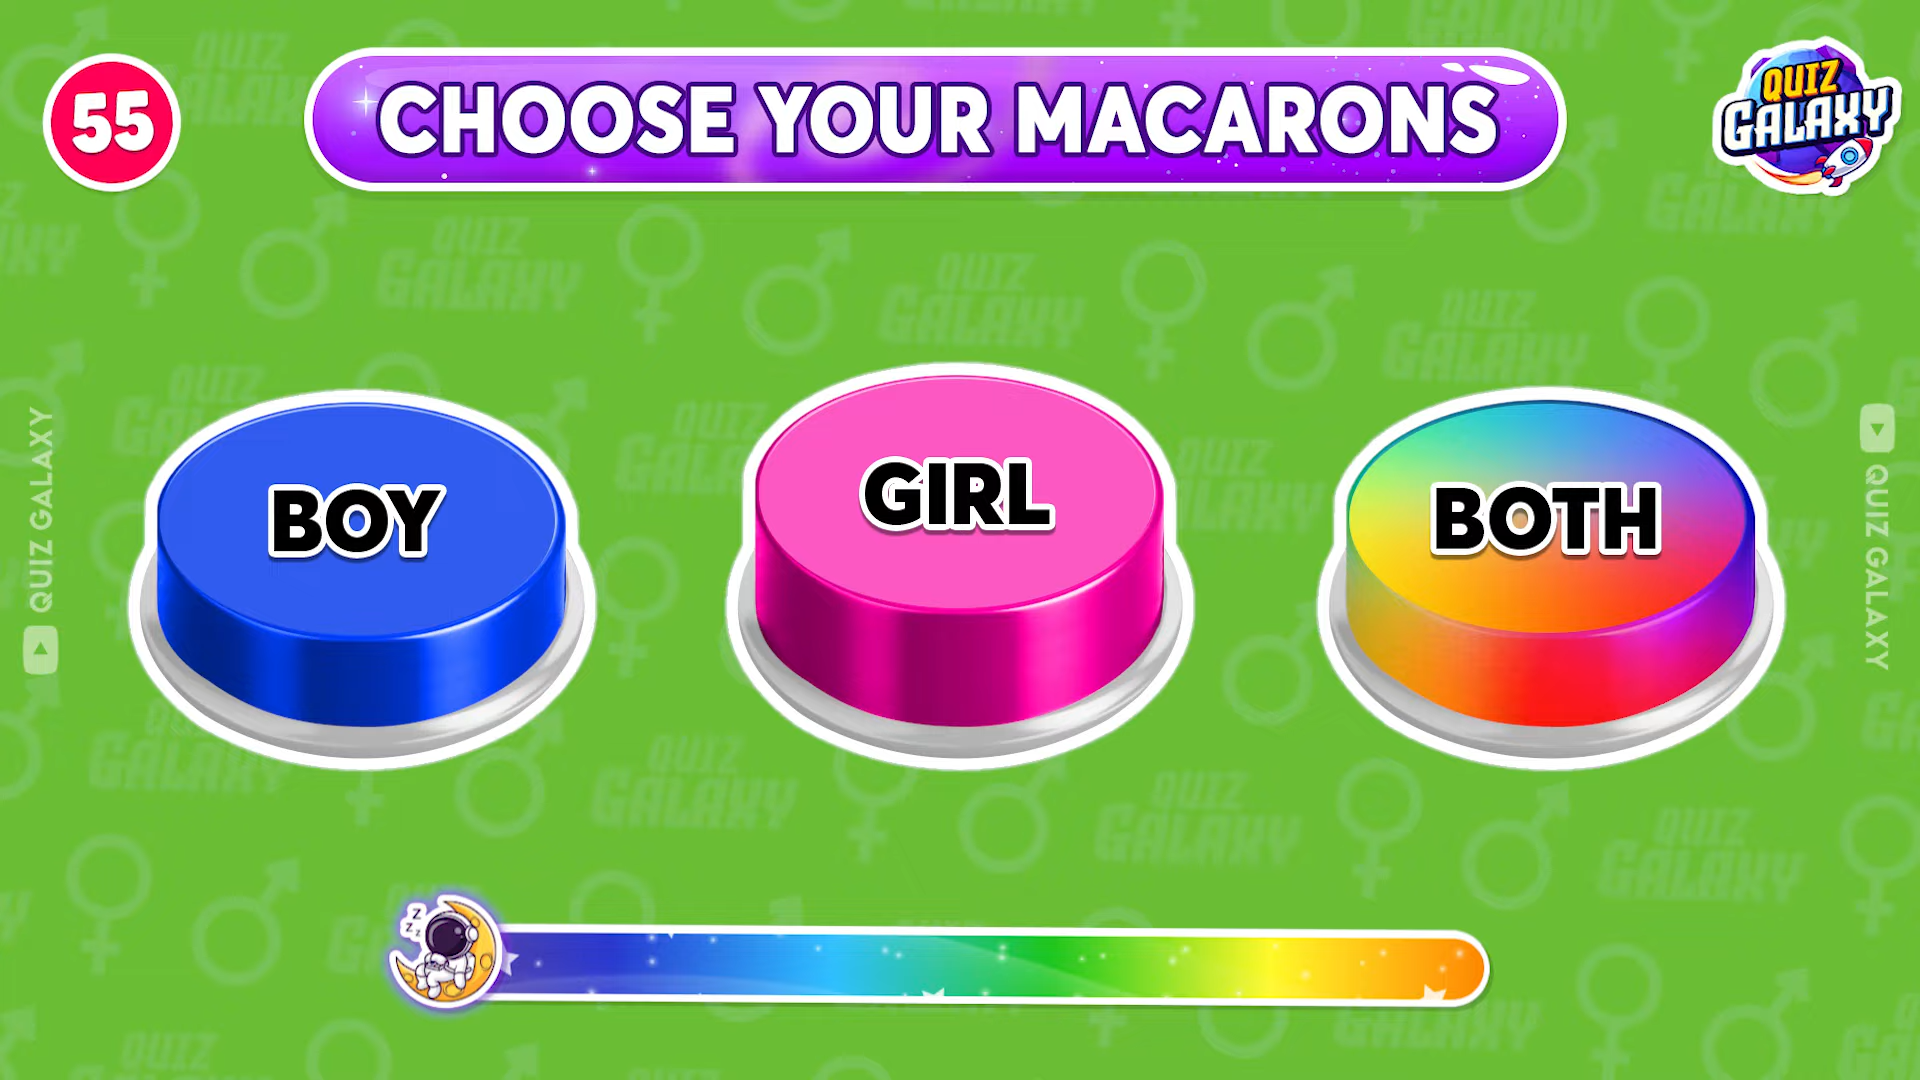 55
CHOOSE YOUR MACARONS
QUIZ
GALAXY
BOY
GIRL
BOTH
QUIZ GALAXY
QUIZ GALAXY
z
z
z